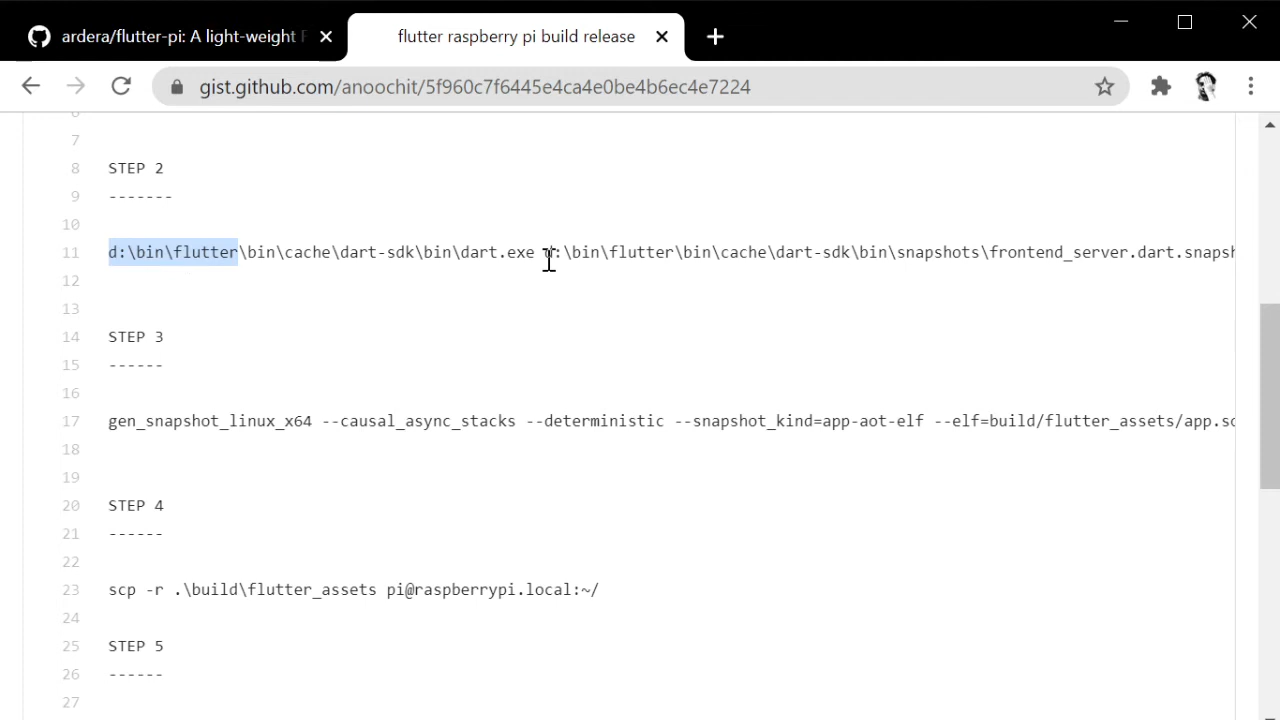 ardera/flutter-pi: A light-weight F
flutter raspberry pi build release
gist.github.com/anoochit/5f960c7f6445e4ca4e0be4b6ec4e7224
6
7
8 STEP 2
9 -------
10
11 d:\bin\flutter\bin\cache\dart-sdk\bin\dart.exe d:\bin\flutter\bin\cache\dart-sdk\bin\snapshots\frontend_server.dart.snapsh
12
13
14 STEP 3
15 ------
16
17 gen_snapshot_linux_x64 --causal_async_stacks --deterministic --snapshot_kind=app-aot-elf --elf=build/flutter_assets/app.so
18
19
20 STEP 4
21 ------
22
23 scp -r .\build\flutter_assets pi@raspberrypi.local:~/
24
25 STEP 5
26 ------
27